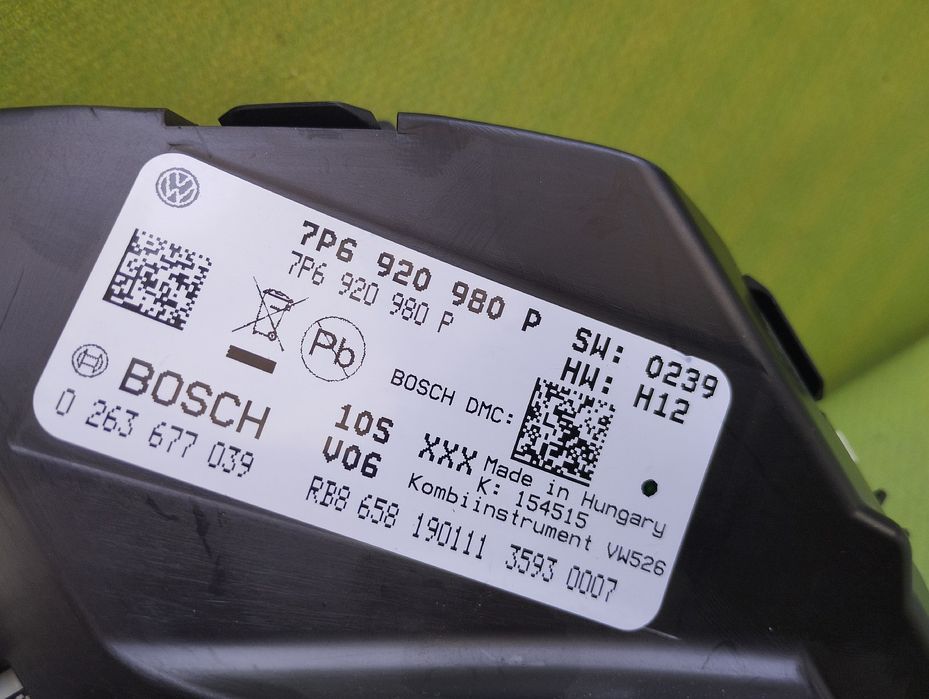 7P6 920 980 P
7P6 920 980 P
SW: 0239
HW: H12
Pb
BOSCH
0 263 677 039
BOSCH DMC:
10S
V06
XXX
Made in Hungary
K: 154515
Kombiinstrument VW526
RB8 658 190111 3593 0007